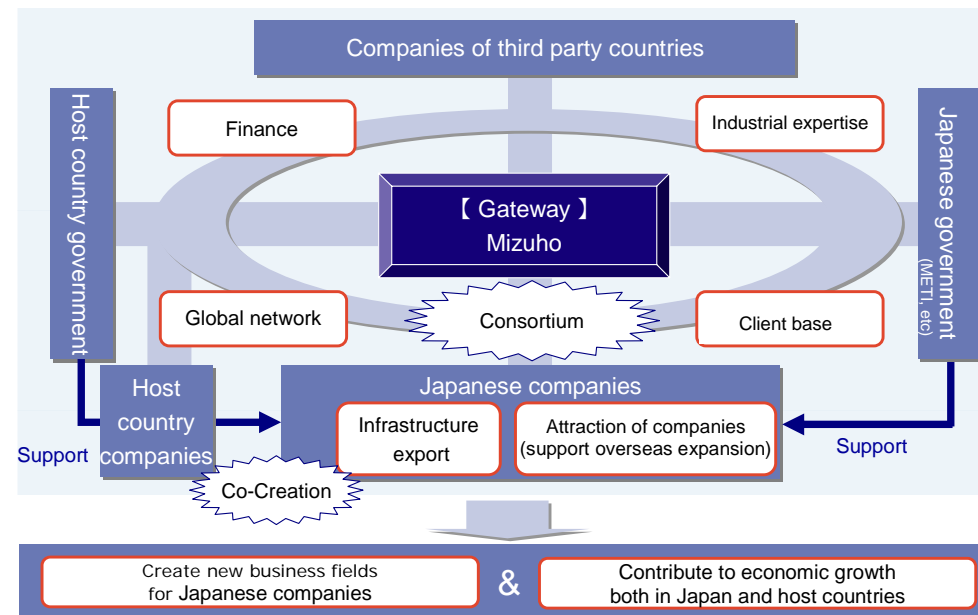 Companies of third party countries
Host country government
Finance
Industrial expertise
Japanese government
(METI, etc)
【 Gateway 】
Mizuho
Global network
Consortium
Client base
Host
country
companies
Japanese companies
Infrastructure
export
Attraction of companies
(support overseas expansion)
Support
Support
Co-Creation
Create new business fields
for Japanese companies
&
Contribute to economic growth
both in Japan and host countries